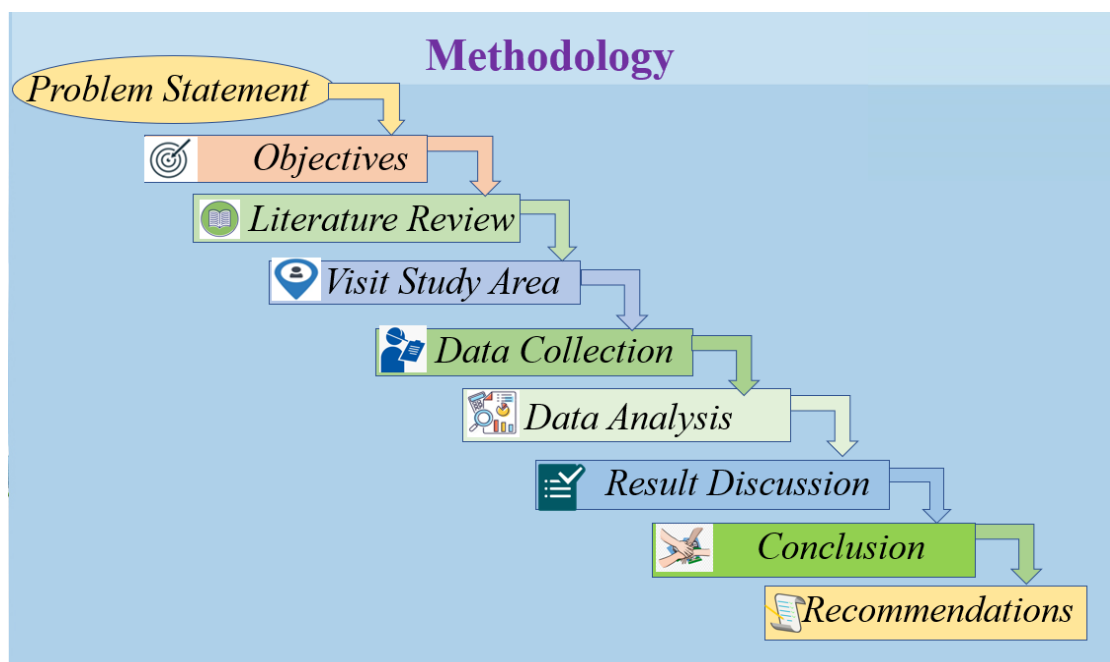 Methodology
Problem Statement
Objectives
Literature Review
Visit Study Area
Data Collection
Data Analysis
Result Discussion
Conclusion
Recommendations